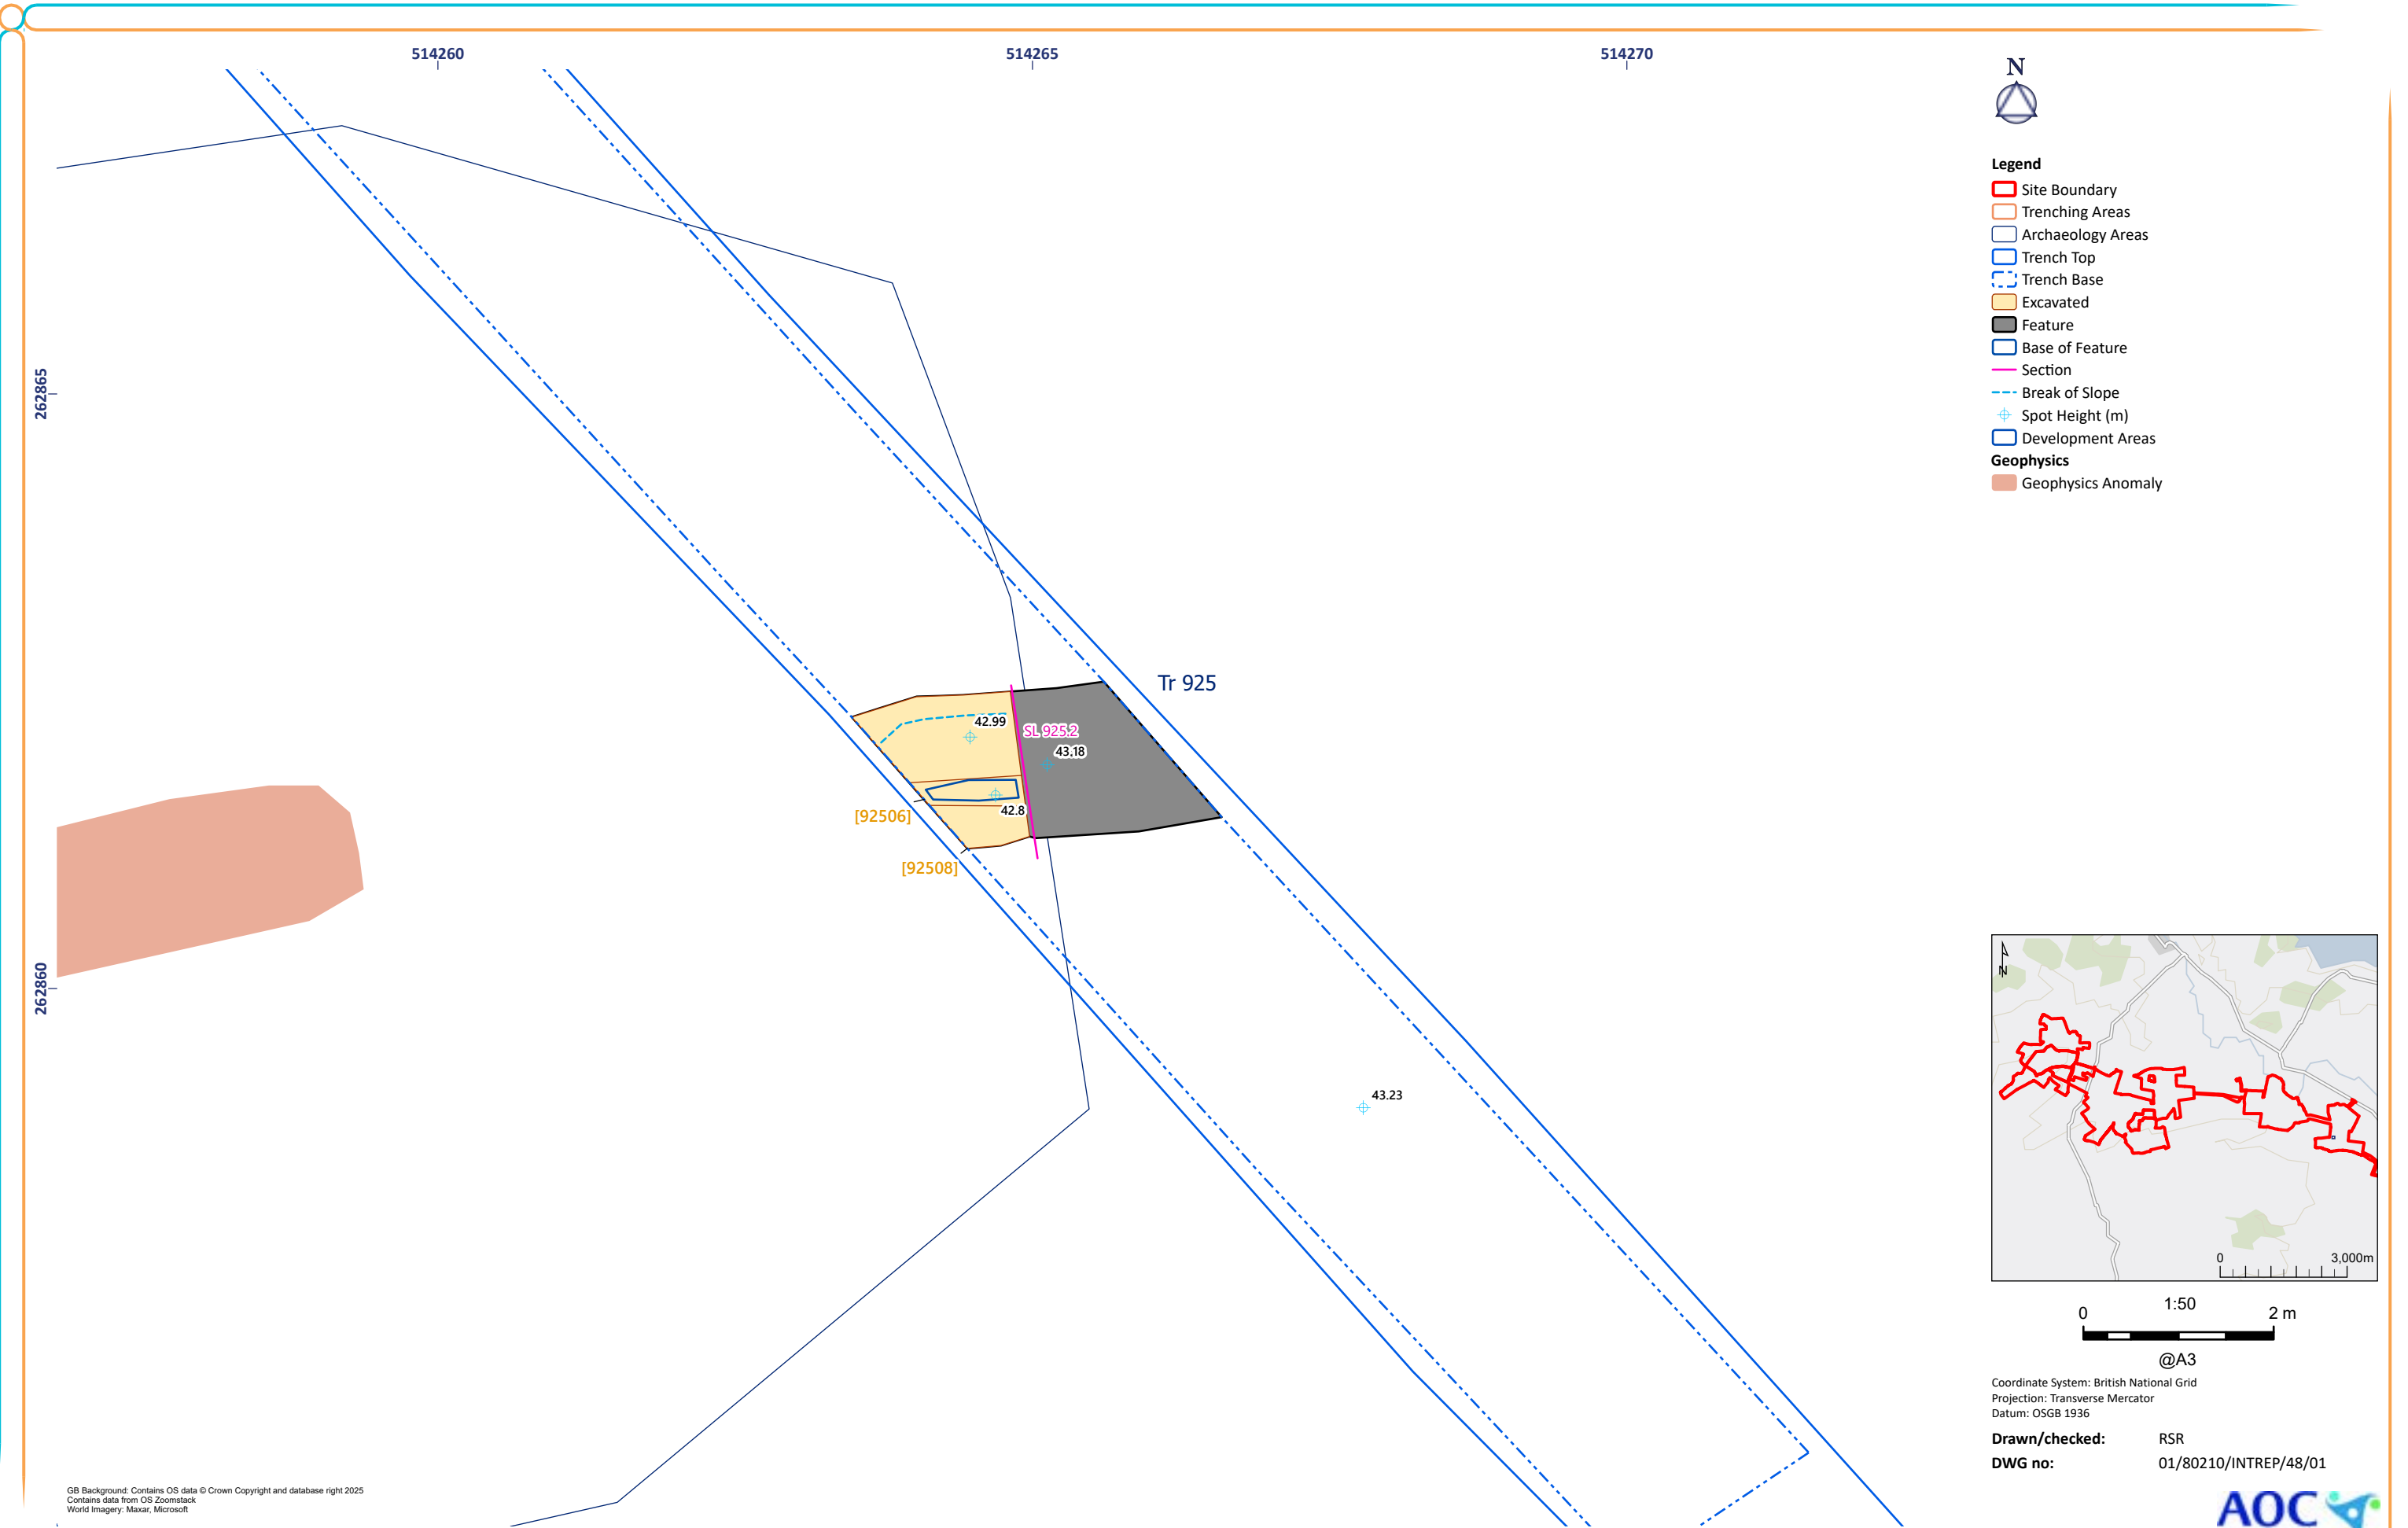 514260
514265
514270
262865
262860
Tr 925
42.99
SL 925.2
43.18
42.8
[92506]
[92508]
43.23
N
Legend
Site Boundary
Trenching Areas
Archaeology Areas
Trench Top
Trench Base
Excavated
Feature
Base of Feature
Section
Break of Slope
Spot Height (m)
Development Areas
Geophysics
Geophysics Anomaly
N
0 3,000m
1:50
0 2 m
@A3
Coordinate System: British National Grid
Projection: Transverse Mercator
Datum: OSGB 1936
Drawn/checked: RSR
DWG no: 01/80210/INTREP/48/01
AOC
GB Background: Contains OS data © Crown Copyright and database right 2025
Contains data from OS Zoomstack
World Imagery: Maxar, Microsoft